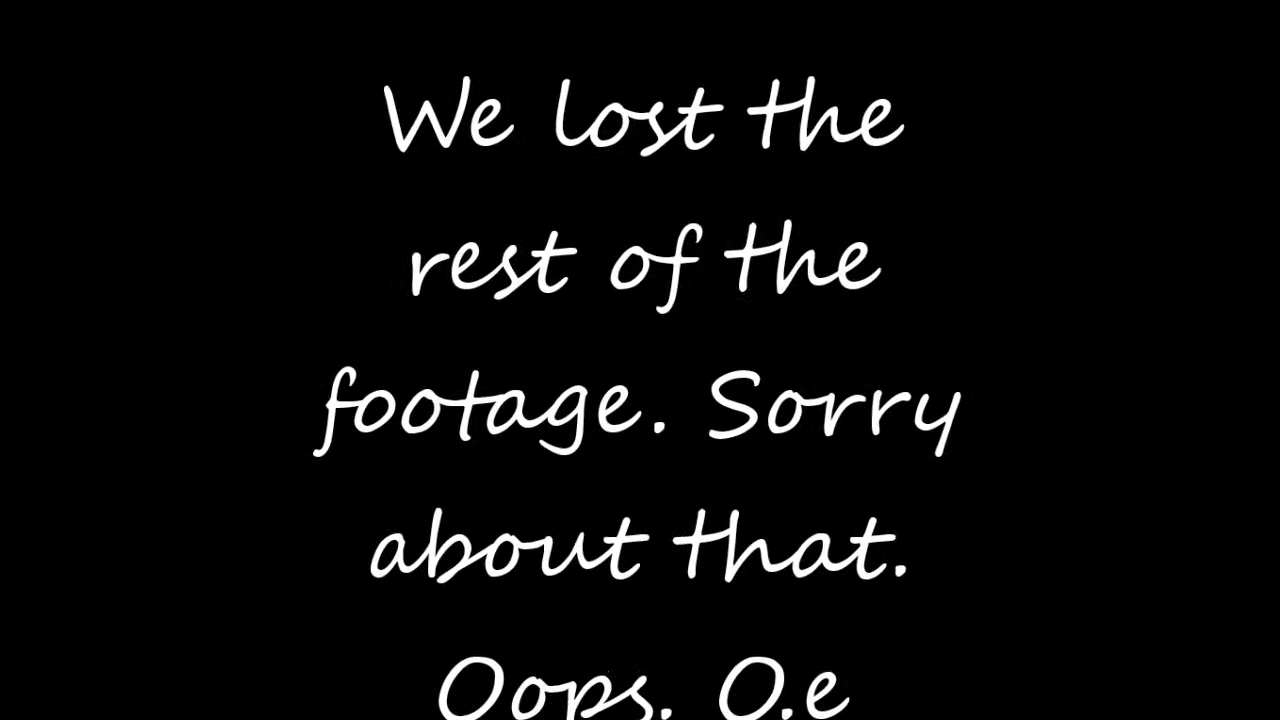 We lost the
rest of the
footage. Sorry
about that.
Oops. O.e